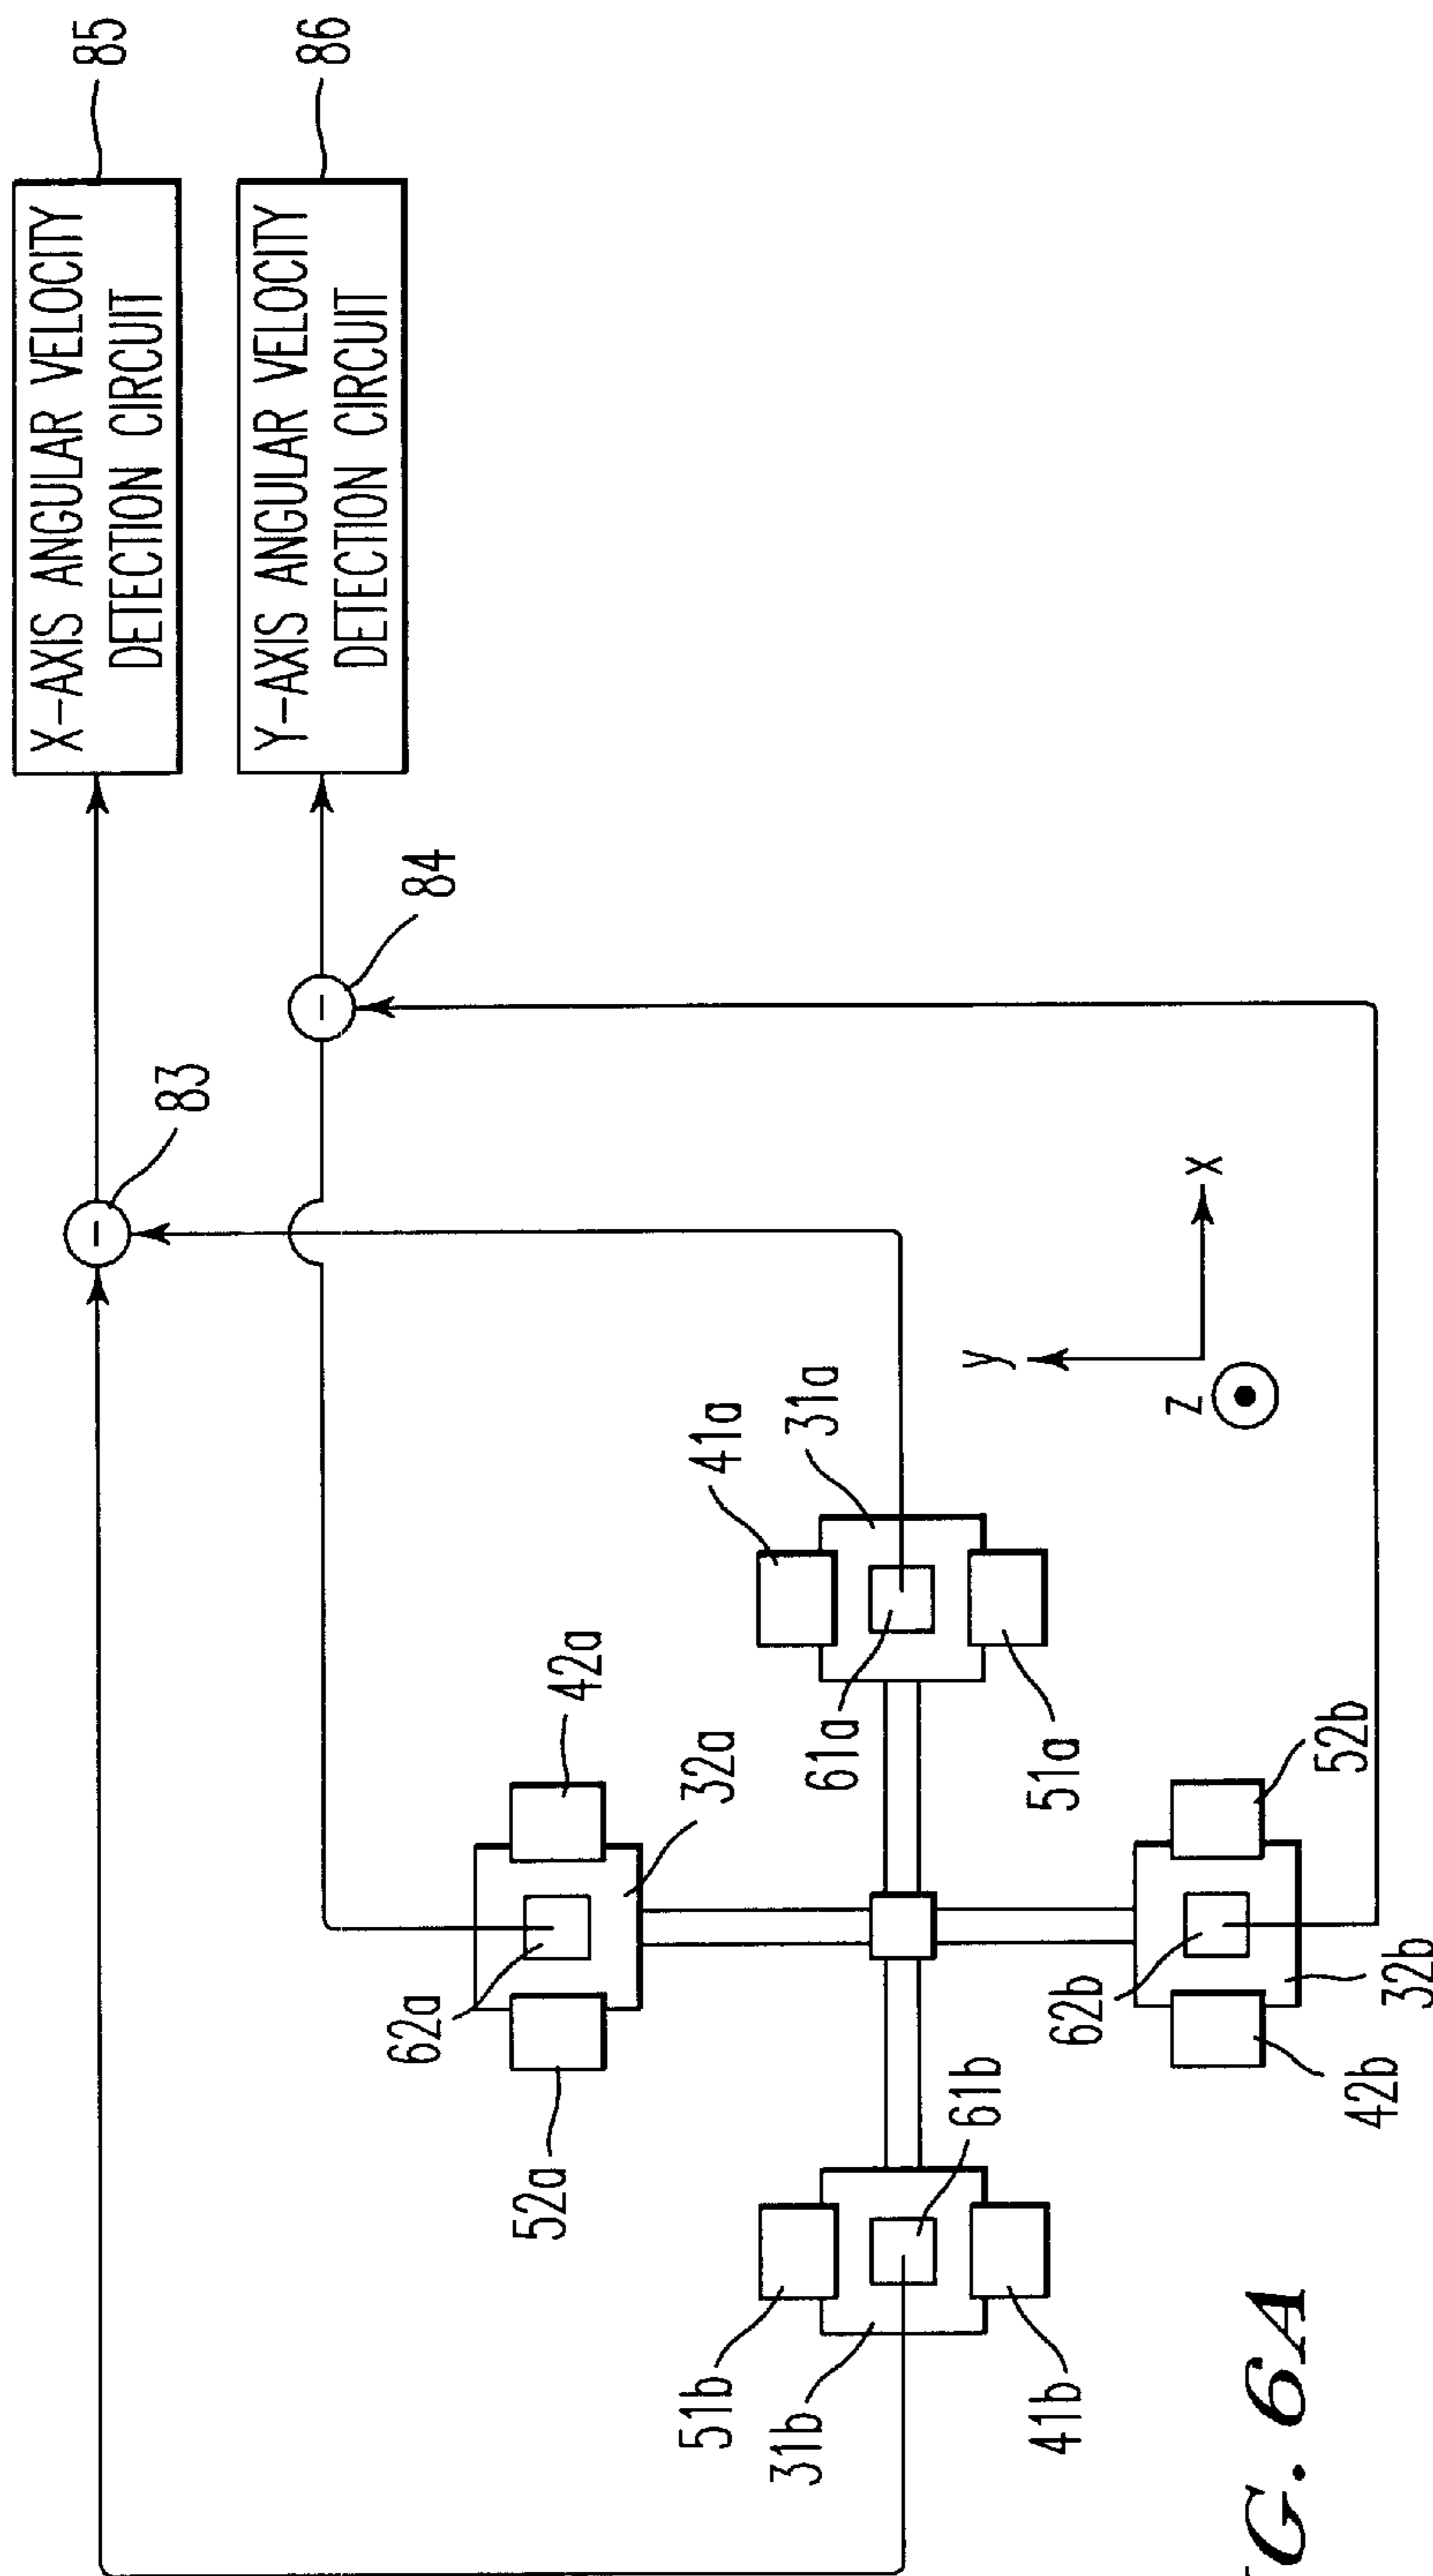 X-AXIS ANGULAR VELOCITY
DETECTION CIRCUIT
85
Y-AXIS ANGULAR VELOCITY
DETECTION CIRCUIT
86
83
84
42a
32a
62a
52a
41a
31a
61a
51a
51b
31b
61b
41b
52b
62b
32b
42b
y
x
z
G. 6A